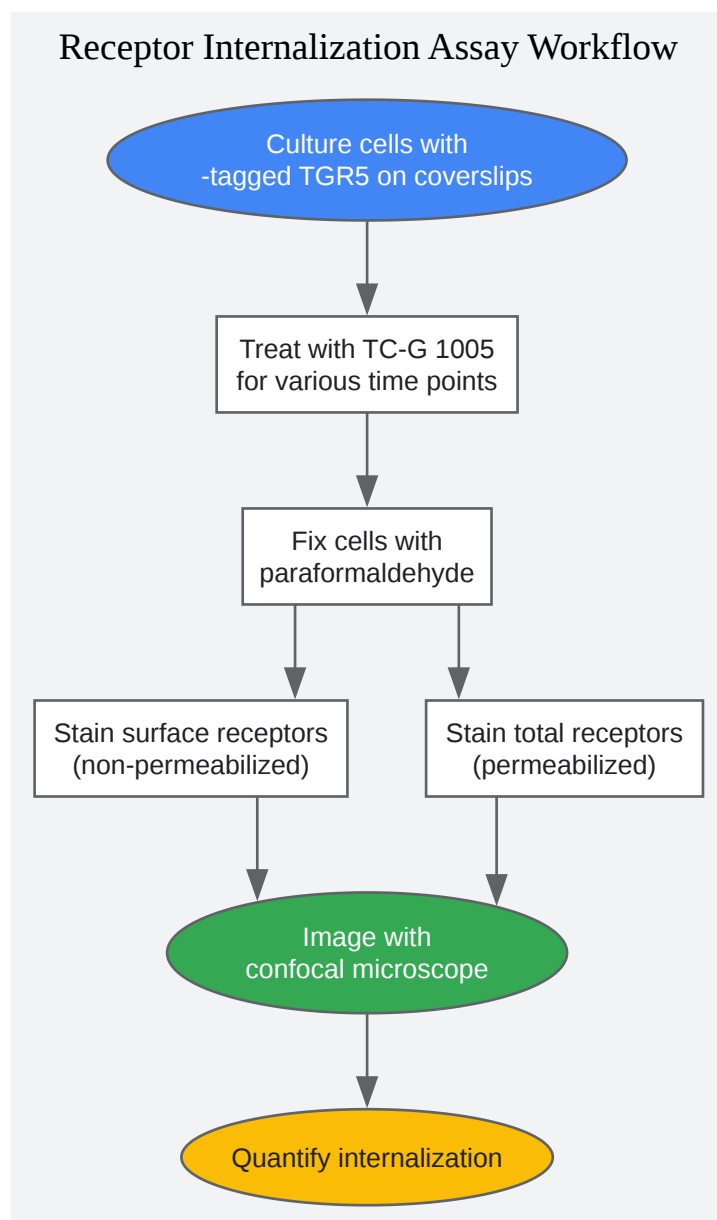 Receptor Internalization Assay Workflow
Culture cells with
-tagged TGR5 on coverslips
Treat with TC-G 1005
for various time points
Fix cells with
paraformaldehyde
Stain surface receptors
(non-permeabilized)
Stain total receptors
(permeabilized)
Image with
confocal microscope
Quantify internalization